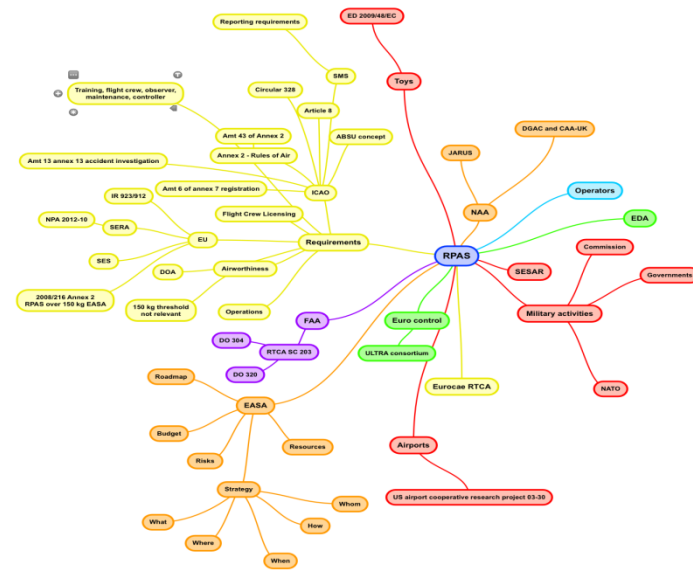 ED 2009/48/EC
Reporting requirements
SMS
Toys
Circular 328
Training, flight crew, observer,
maintenance, controller
Article 8
DGAC and CAA-UK
Amt 43 of Annex 2
ABSU concept
JARUS
Annex 2 - Rules of Air
Amt 13 annex 13 accident investigation
Amt 6 of annex 7 registration
ICAO
Operators
IR 923/912
NAA
Flight Crew Licensing
EDA
NPA 2012-10
SERA
EU
Requirements
Commission
RPAS
SES
DOA
Airworthiness
SESAR
Governments
2008/216 Annex 2
RPAS over 150 kg EASA
150 kg threshold
not relevant
Operations
FAA
Euro control
Military activities
DO 304
RTCA SC 203
ULTRA consortium
DO 320
Roadmap
Eurocae RTCA
NATO
EASA
Budget
Resources
Airports
Risks
Strategy
US airport cooperative research project 03-30
Whom
What
How
Where
When